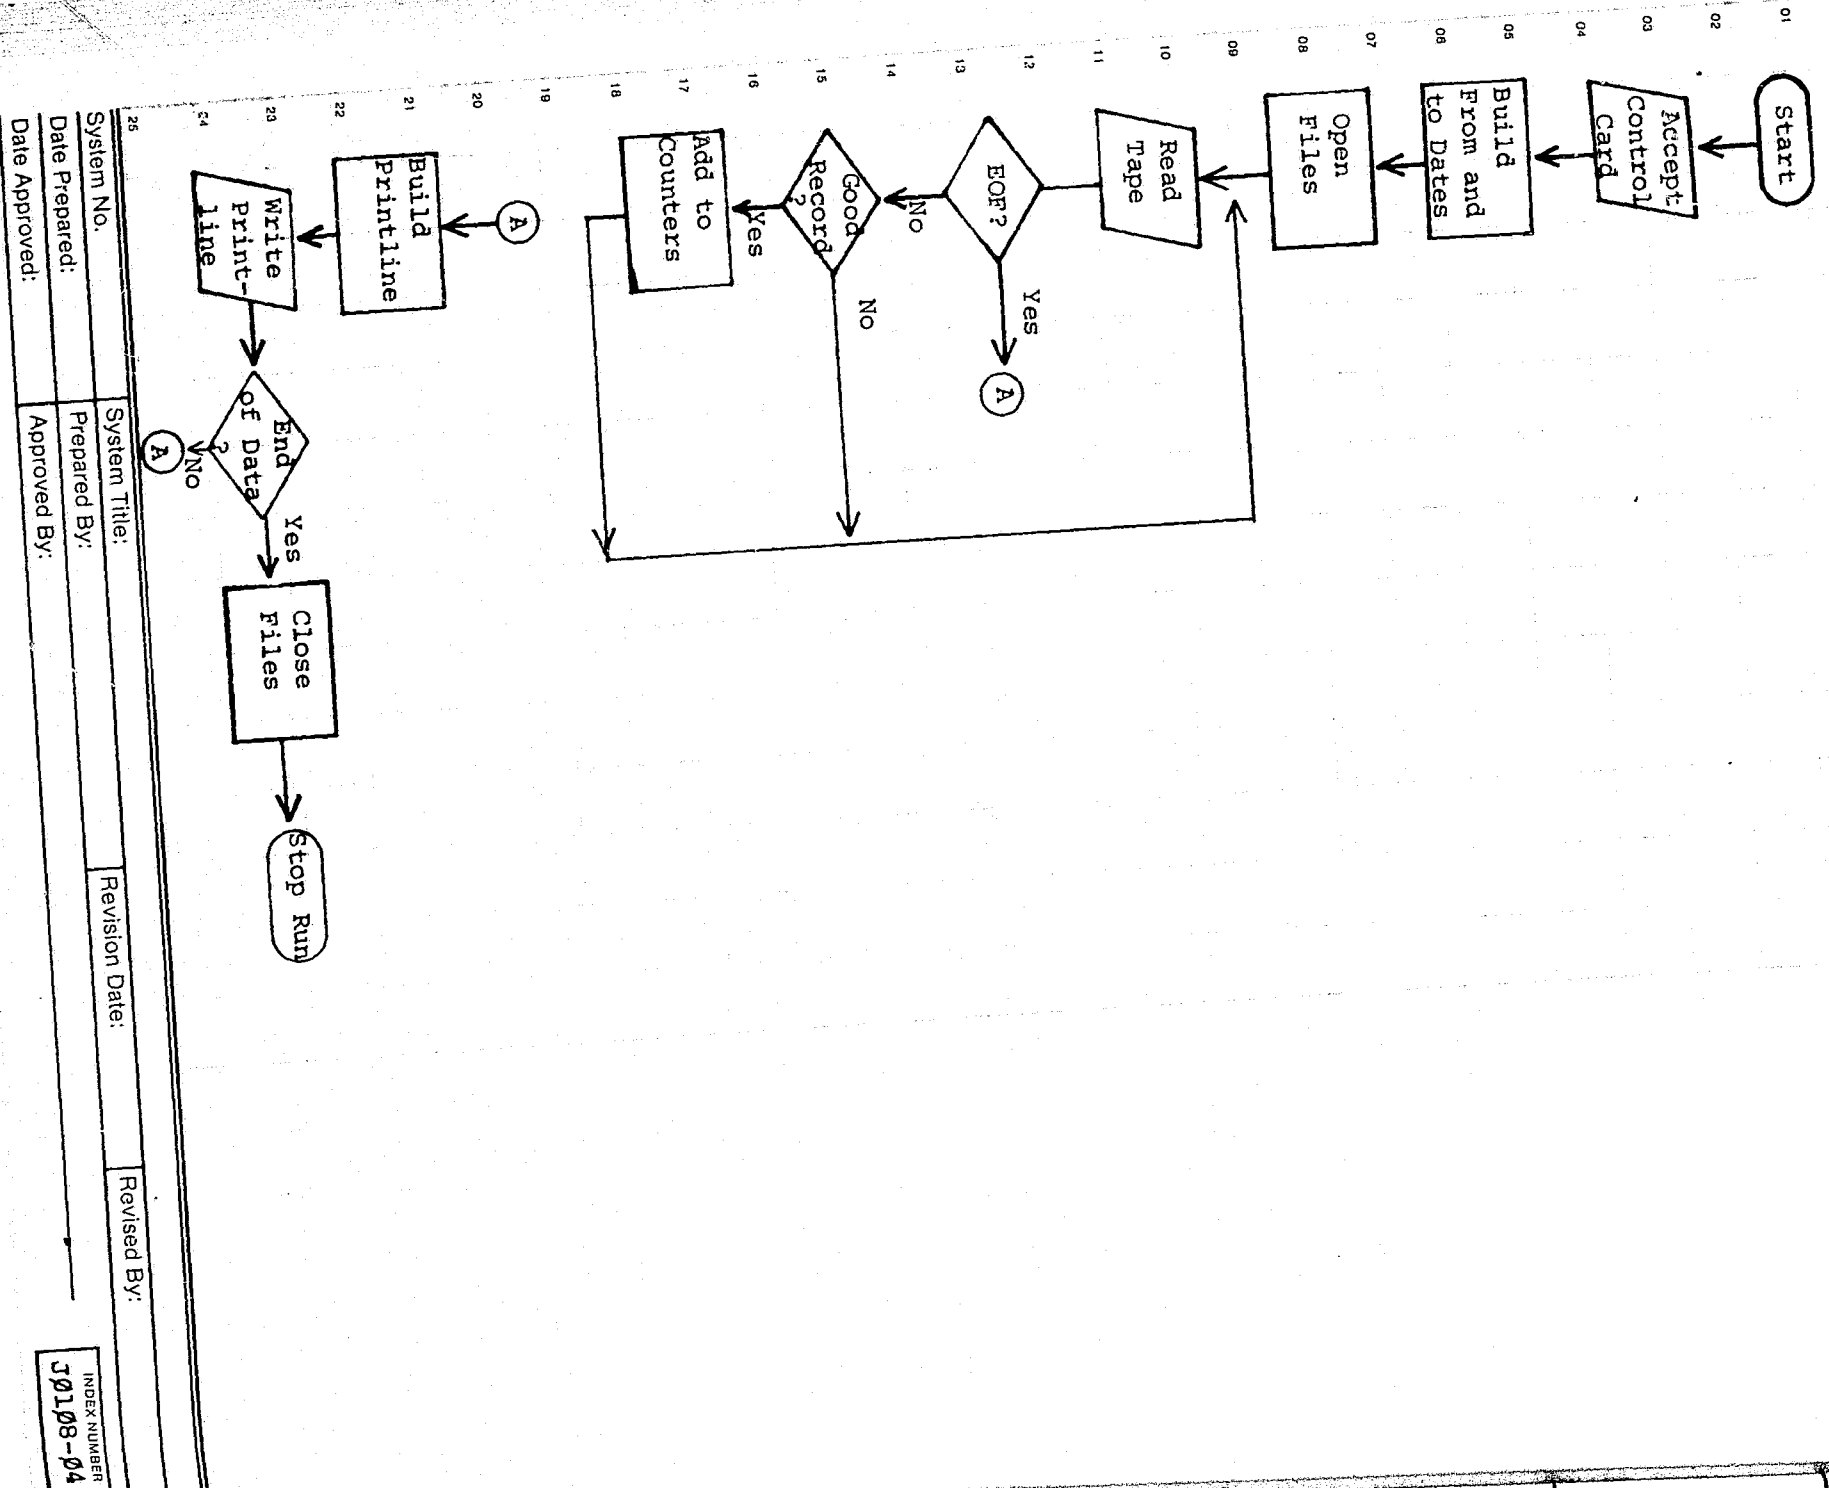 01
Start
02
03
Accept
Control
Card
04
05
Build
From and
to Dates
06
07
Open
Files
08
09
10
Read
Tape
11
12
EOF?
Yes
A
13
No
14
15
Good
Record
?
No
16
Yes
17
Add to
Counters
18
19
A
20
21
Build
Printline
22
23
Write
Print-
line
24
End
of Data
?
Yes
No
A
Close
Files
Stop Run
25
System No.
System Title:
Revision Date:
Revised By:
Date Prepared:
Prepared By:
Date Approved:
Approved By:
INDEX NUMBER
JØ1Ø8-Ø4